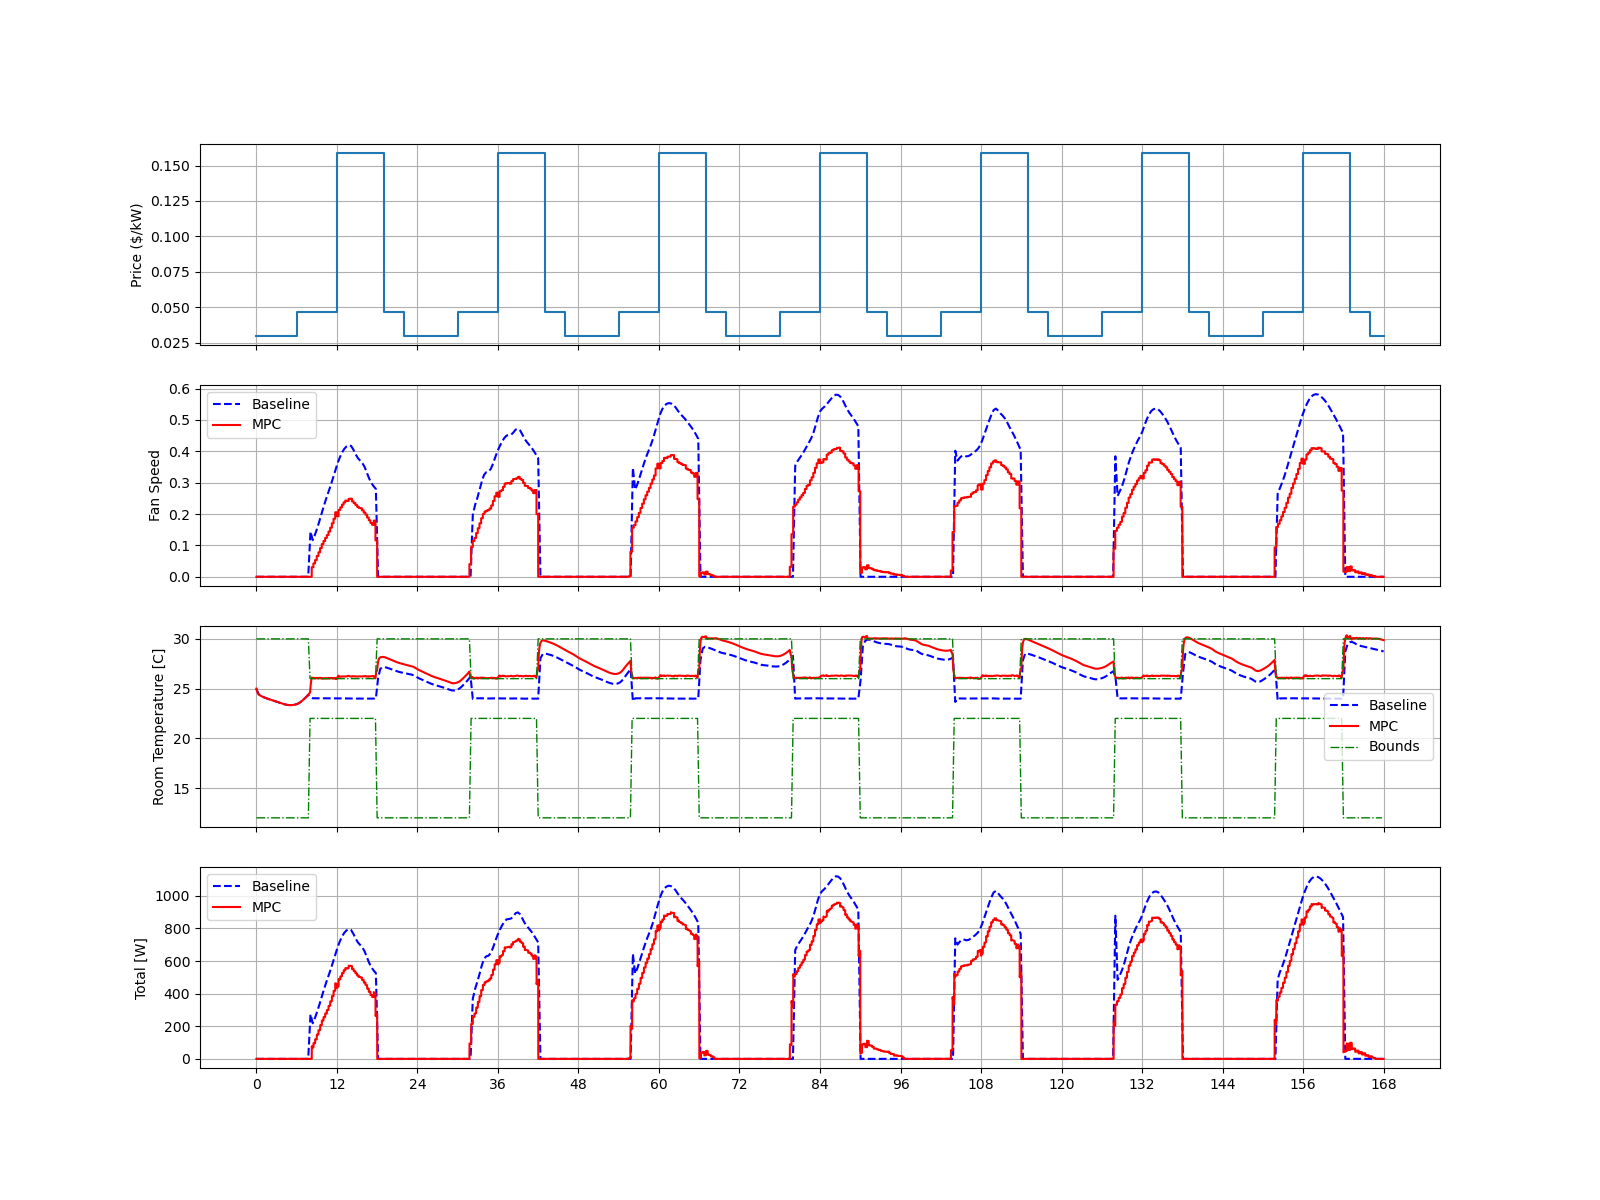 0.150
0.125
0.100
0.075
0.050
0.025
Price ($/kW)
0.6
0.5
0.4
0.3
0.2
0.1
0.0
Fan Speed
Baseline
MPC
30
25
20
15
Room Temperature [C]
Baseline
MPC
Bounds
1000
800
600
400
200
0
Total [W]
Baseline
MPC
0 12 24 36 48 60 72 84 96 108 120 132 144 156 168